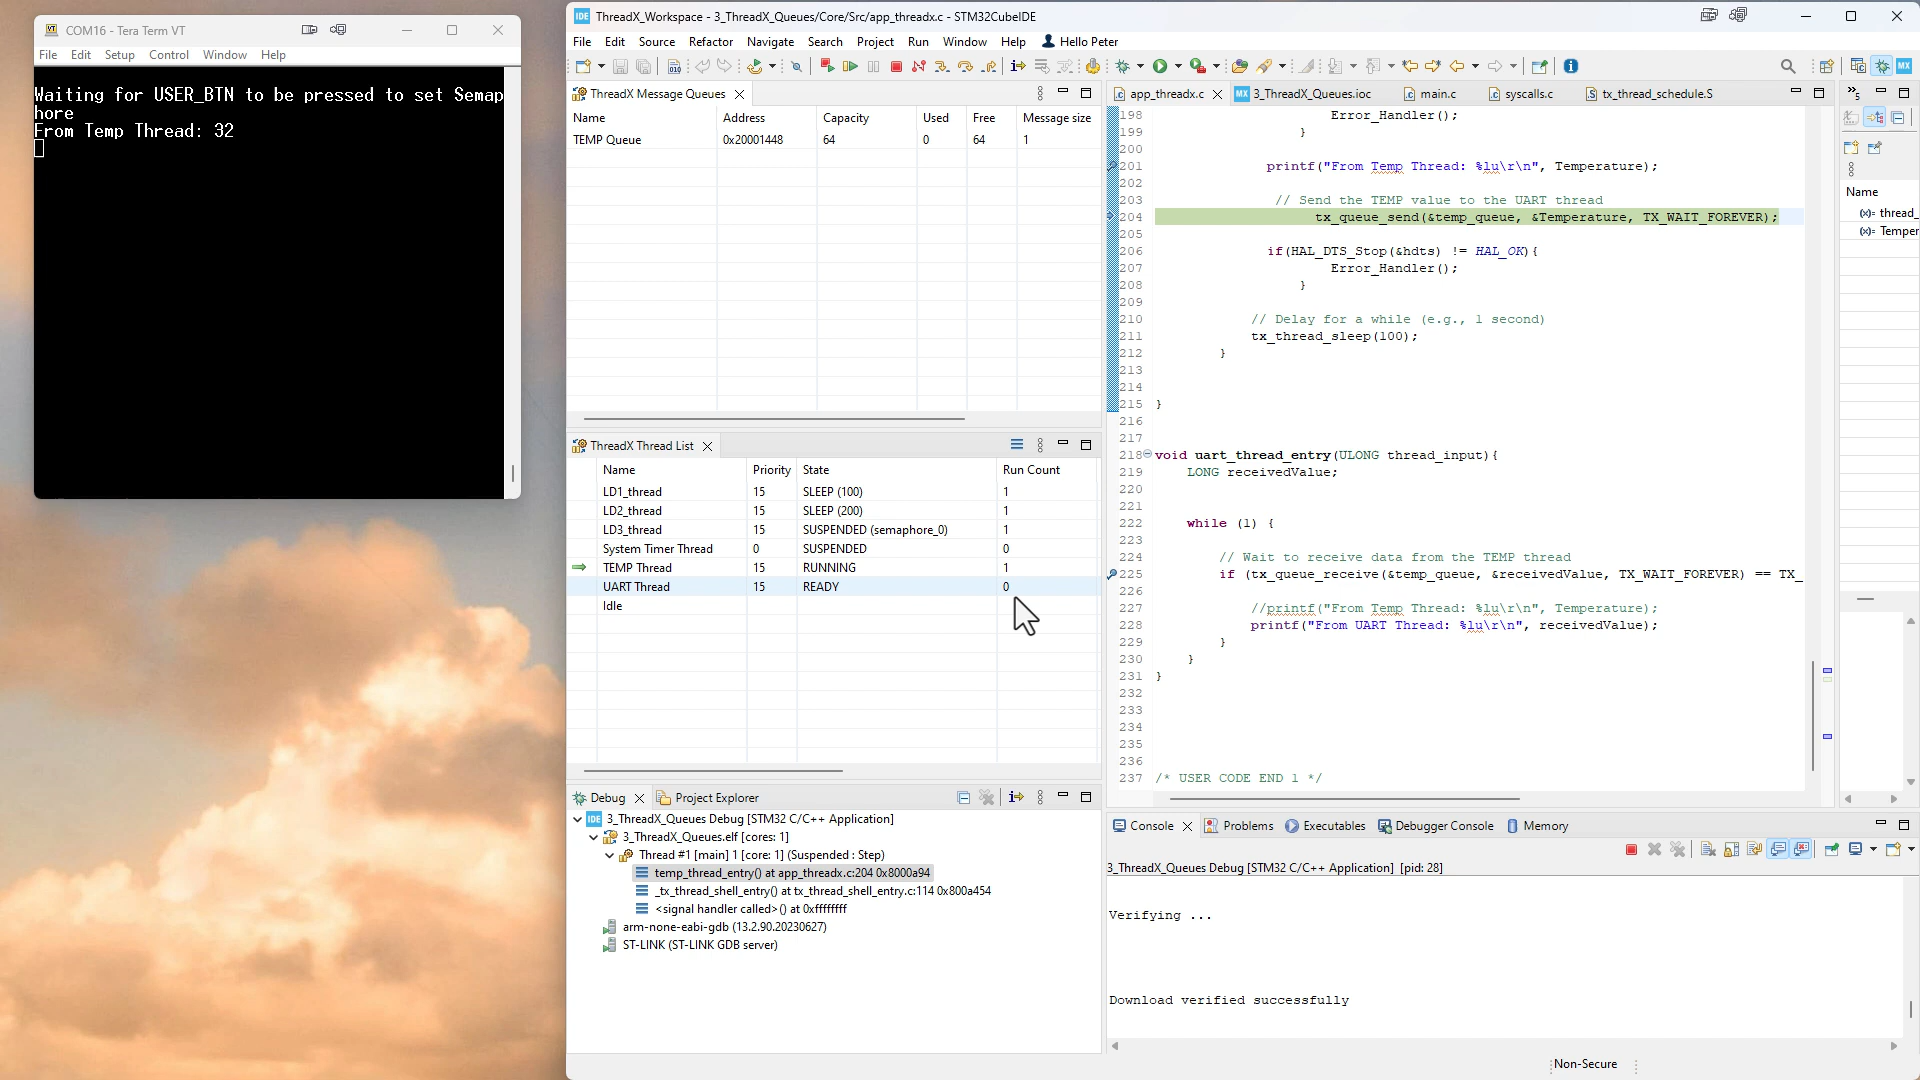 COM16 - Tera Term VT
File Edit Setup Control Window Help
Waiting for USER_BTN to be pressed to set Semap
hore
From Temp Thread: 32
IDE ThreadX_Workspace - 3_ThreadX_Queues/Core/Src/app_threadx.c - STM32CubeIDE
File Edit Source Refactor Navigate Search Project Run Window Help Hello Peter
ThreadX Message Queues
Name Address Capacity Used Free Message size
TEMP Queue 0x20001448 64 0 64 1
ThreadX Thread List
Name Priority State Run Count
LD1_thread 15 SLEEP (100) 1
LD2_thread 15 SLEEP (200) 1
LD3_thread 15 SUSPENDED (semaphore_0) 1
System Timer Thread 0 SUSPENDED 0
TEMP Thread 15 RUNNING 1
UART Thread 15 READY 0
Idle
Debug Project Explorer
IDE 3_ThreadX_Queues Debug [STM32 C/C++ Application]
3_ThreadX_Queues.elf [cores: 1]
Thread #1 [main] 1 [core: 1] (Suspended : Step)
temp_thread_entry() at app_threadx.c:204 0x8000a94
_tx_thread_shell_entry() at tx_thread_shell_entry.c:114 0x800a454
<signal handler called>() at 0xffffffff
arm-none-eabi-gdb (13.2.90.20230627)
ST-LINK (ST-LINK GDB server)
app_threadx.c MX 3_ThreadX_Queues.ioc main.c syscalls.c tx_thread_schedule.S
198 Error_Handler();
199 }
200
201 printf("From Temp Thread: %lu\r\n", Temperature);
202
203 // Send the TEMP value to the UART thread
204 tx_queue_send(&temp_queue, &Temperature, TX_WAIT_FOREVER);
205
206 if(HAL_DTS_Stop(&hdts) != HAL_OK){
207 Error_Handler();
208 }
209
210 // Delay for a while (e.g., 1 second)
211 tx_thread_sleep(100);
212 }
213
214
215 }
216
217
218 void uart_thread_entry(ULONG thread_input){
219 LONG receivedValue;
220
221
222 while (1) {
223
224 // Wait to receive data from the TEMP thread
225 if (tx_queue_receive(&temp_queue, &receivedValue, TX_WAIT_FOREVER) == TX_
226
227 //printf("From Temp Thread: %lu\r\n", Temperature);
228 printf("From UART Thread: %lu\r\n", receivedValue);
229 }
230 }
231 }
232
233
234
235
236
237 /* USER CODE END 1 */
Name
(x)= thread_
(x)= Temper
Console Problems Executables Debugger Console Memory
3_ThreadX_Queues Debug [STM32 C/C++ Application] [pid: 28]
Verifying ...
Download verified successfully
Non-Secure